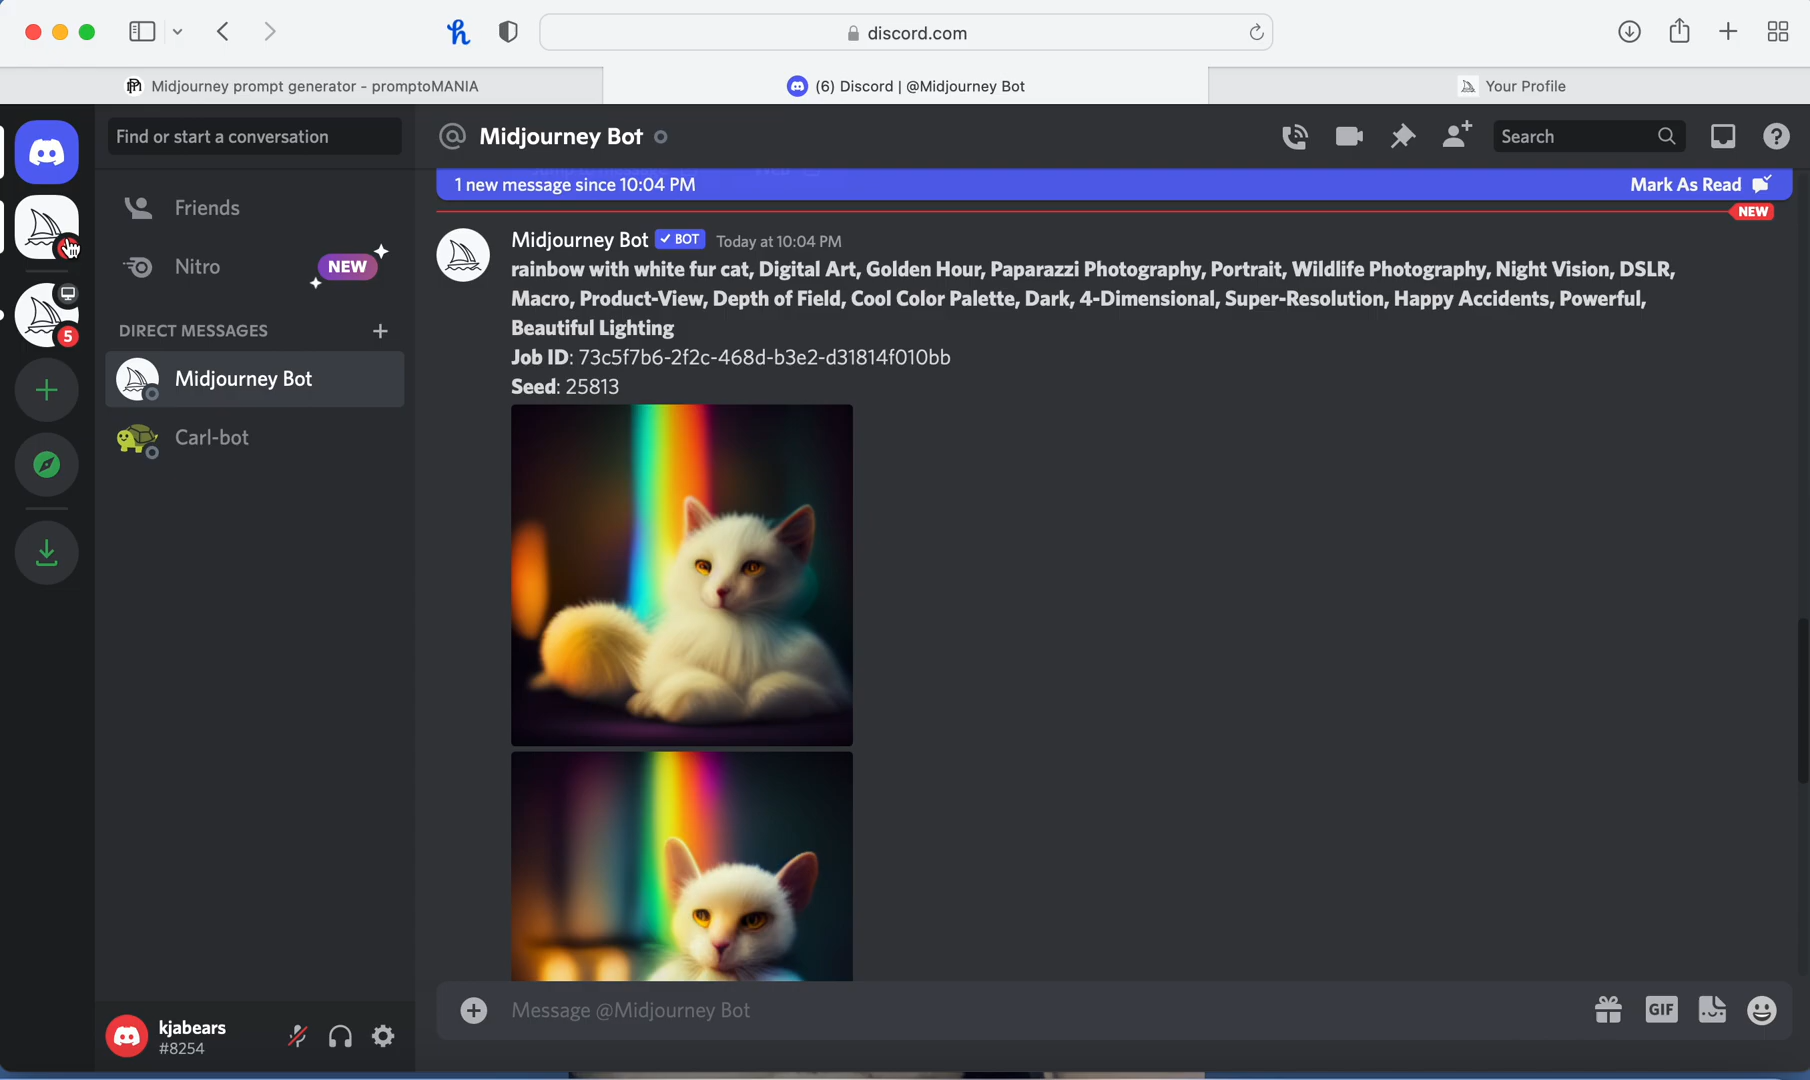 discord.com
Midjourney prompt generator - promptoMANIA
(6) Discord | @Midjourney Bot
Your Profile
Find or start a conversation
Midjourney Bot
Search
1 new message since 10:04 PM
Mark As Read
NEW
Friends
Nitro
NEW
DIRECT MESSAGES
Midjourney Bot
Carl-bot
5
Midjourney Bot BOT Today at 10:04 PM
rainbow with white fur cat, Digital Art, Golden Hour, Paparazzi Photography, Portrait, Wildlife Photography, Night Vision, DSLR,
Macro, Product-View, Depth of Field, Cool Color Palette, Dark, 4-Dimensional, Super-Resolution, Happy Accidents, Powerful,
Beautiful Lighting
Job ID: 73c5f7b6-2f2c-468d-b3e2-d31814f010bb
Seed: 25813
Message @Midjourney Bot
GIF
kjabears
#8254